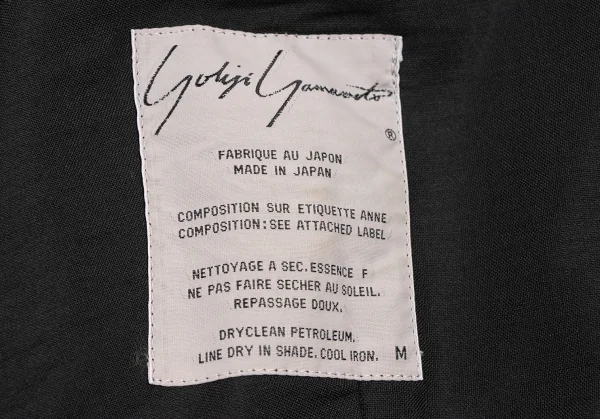 Yohji Yamamoto
®
FABRIQUE AU JAPON
MADE IN JAPAN
COMPOSITION SUR ETIQUETTE ANNE
COMPOSITION: SEE ATTACHED LABEL
NETTOYAGE A SEC. ESSENCE F
NE PAS FAIRE SECHER AU SOLEIL.
REPASSAGE DOUX.
DRYCLEAN PETROLEUM.
LINE DRY IN SHADE. COOL IRON. M